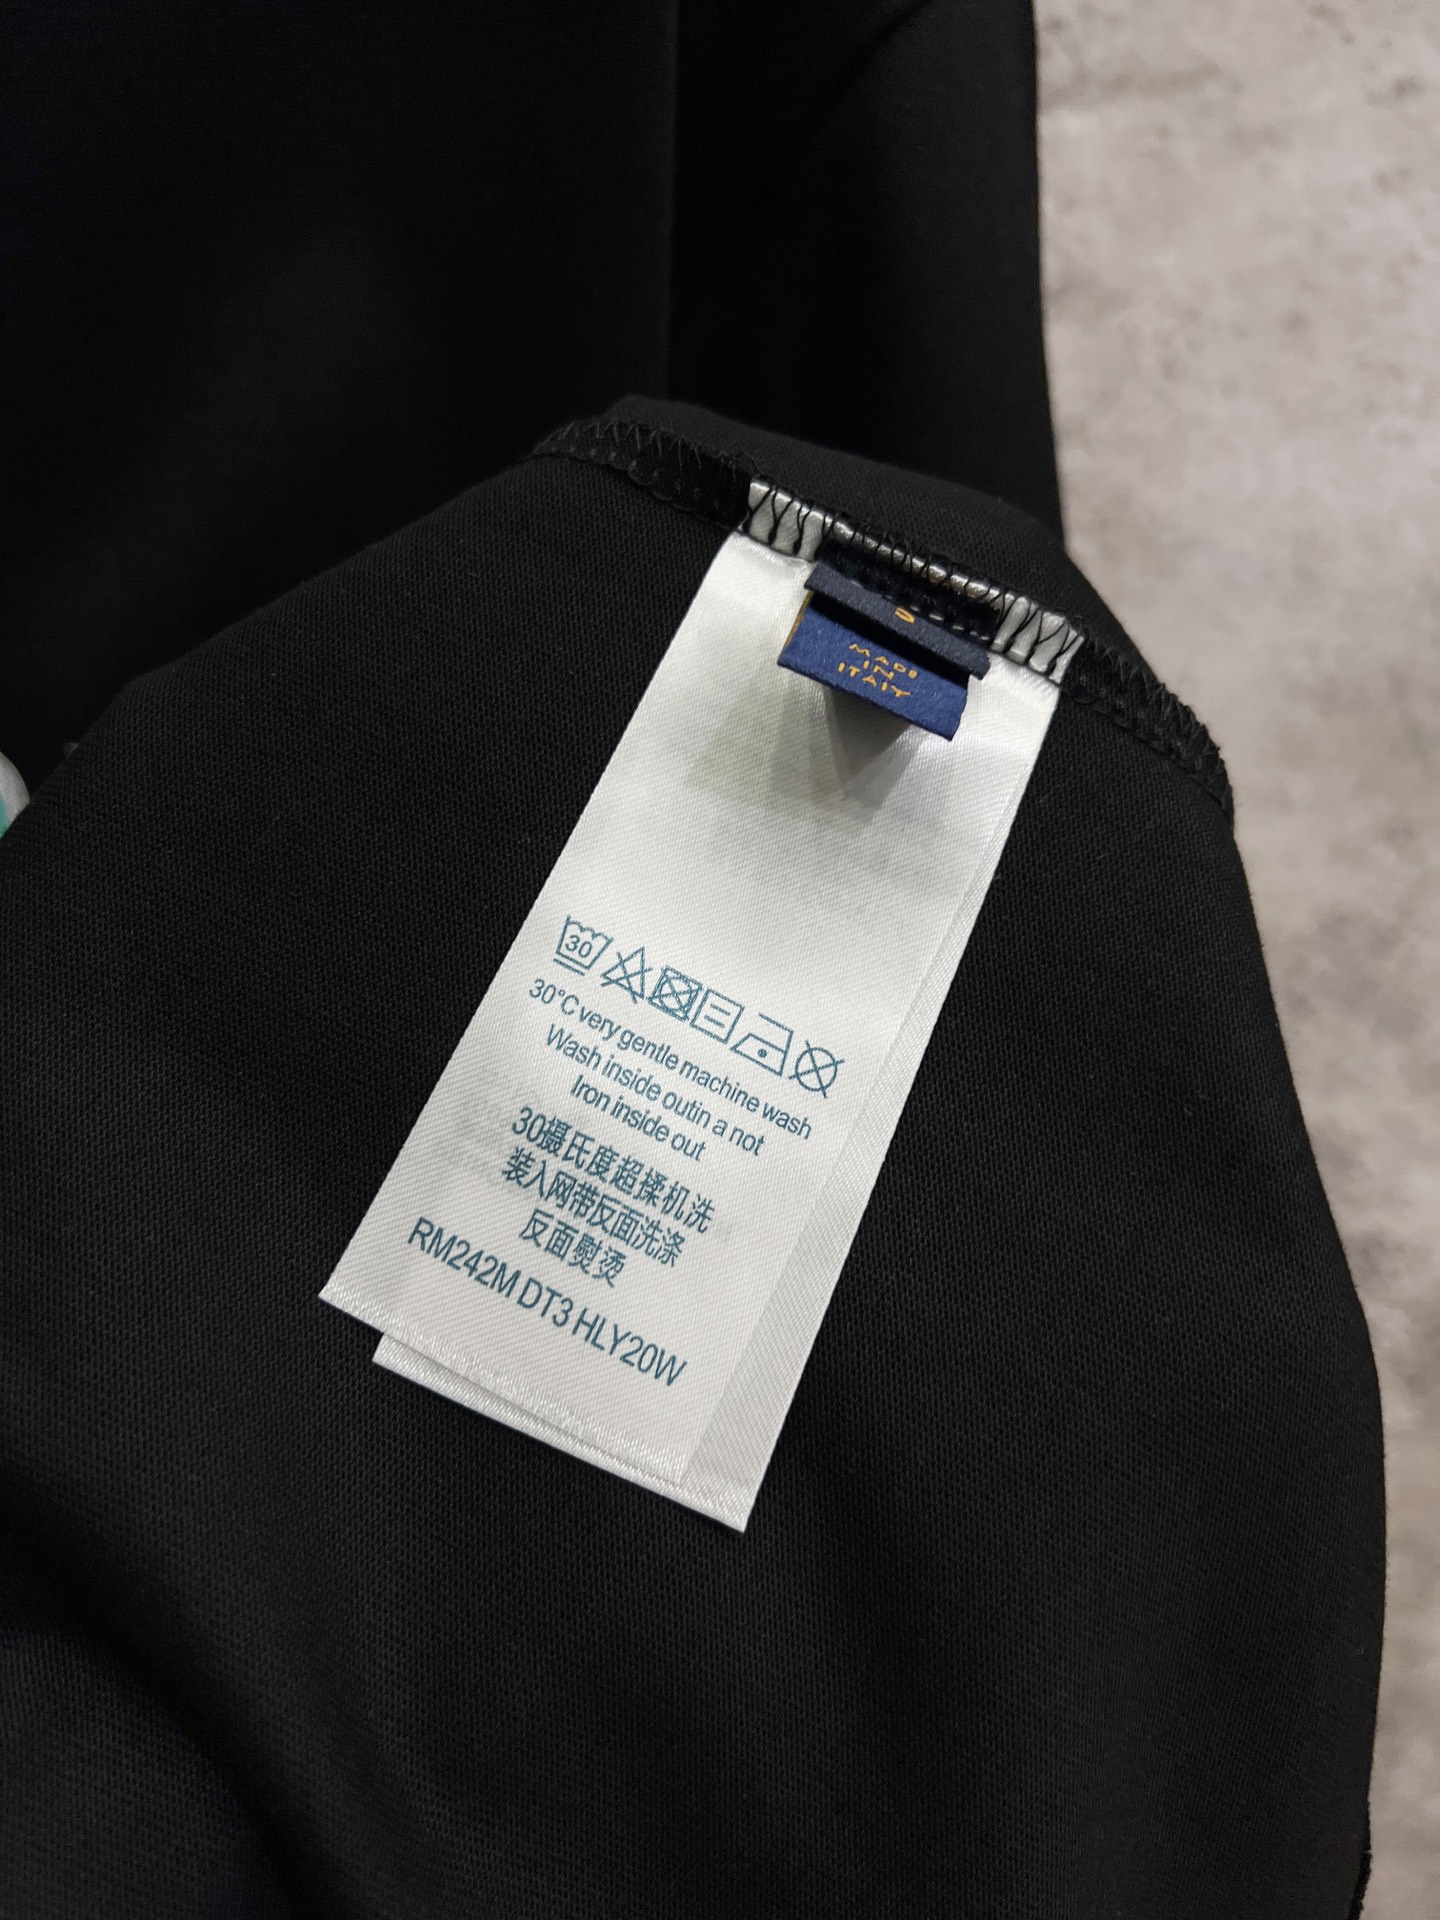 MADE
IN
ITALY
30
30°C very gentle machine wash
Wash inside outin a not
Iron inside out
30摄氏度超揉机洗
装入网带反面洗涤
反面熨烫
RM242M DT3 HLY20W